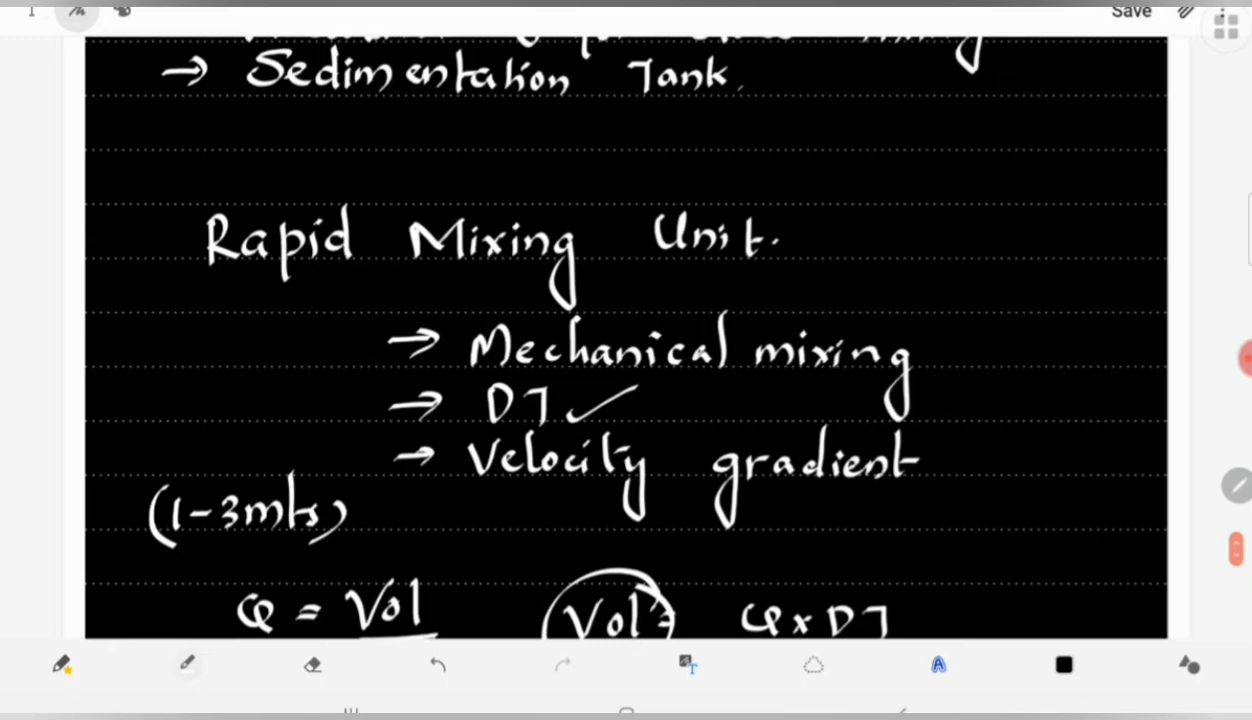 Save
→ Sedimentation Tank.
Rapid Mixing Unit.
→ Mechanical mixing
→ DT ✓
→ Velocity gradient
(1-3mts)
Q = Vol Vol = Q x DT